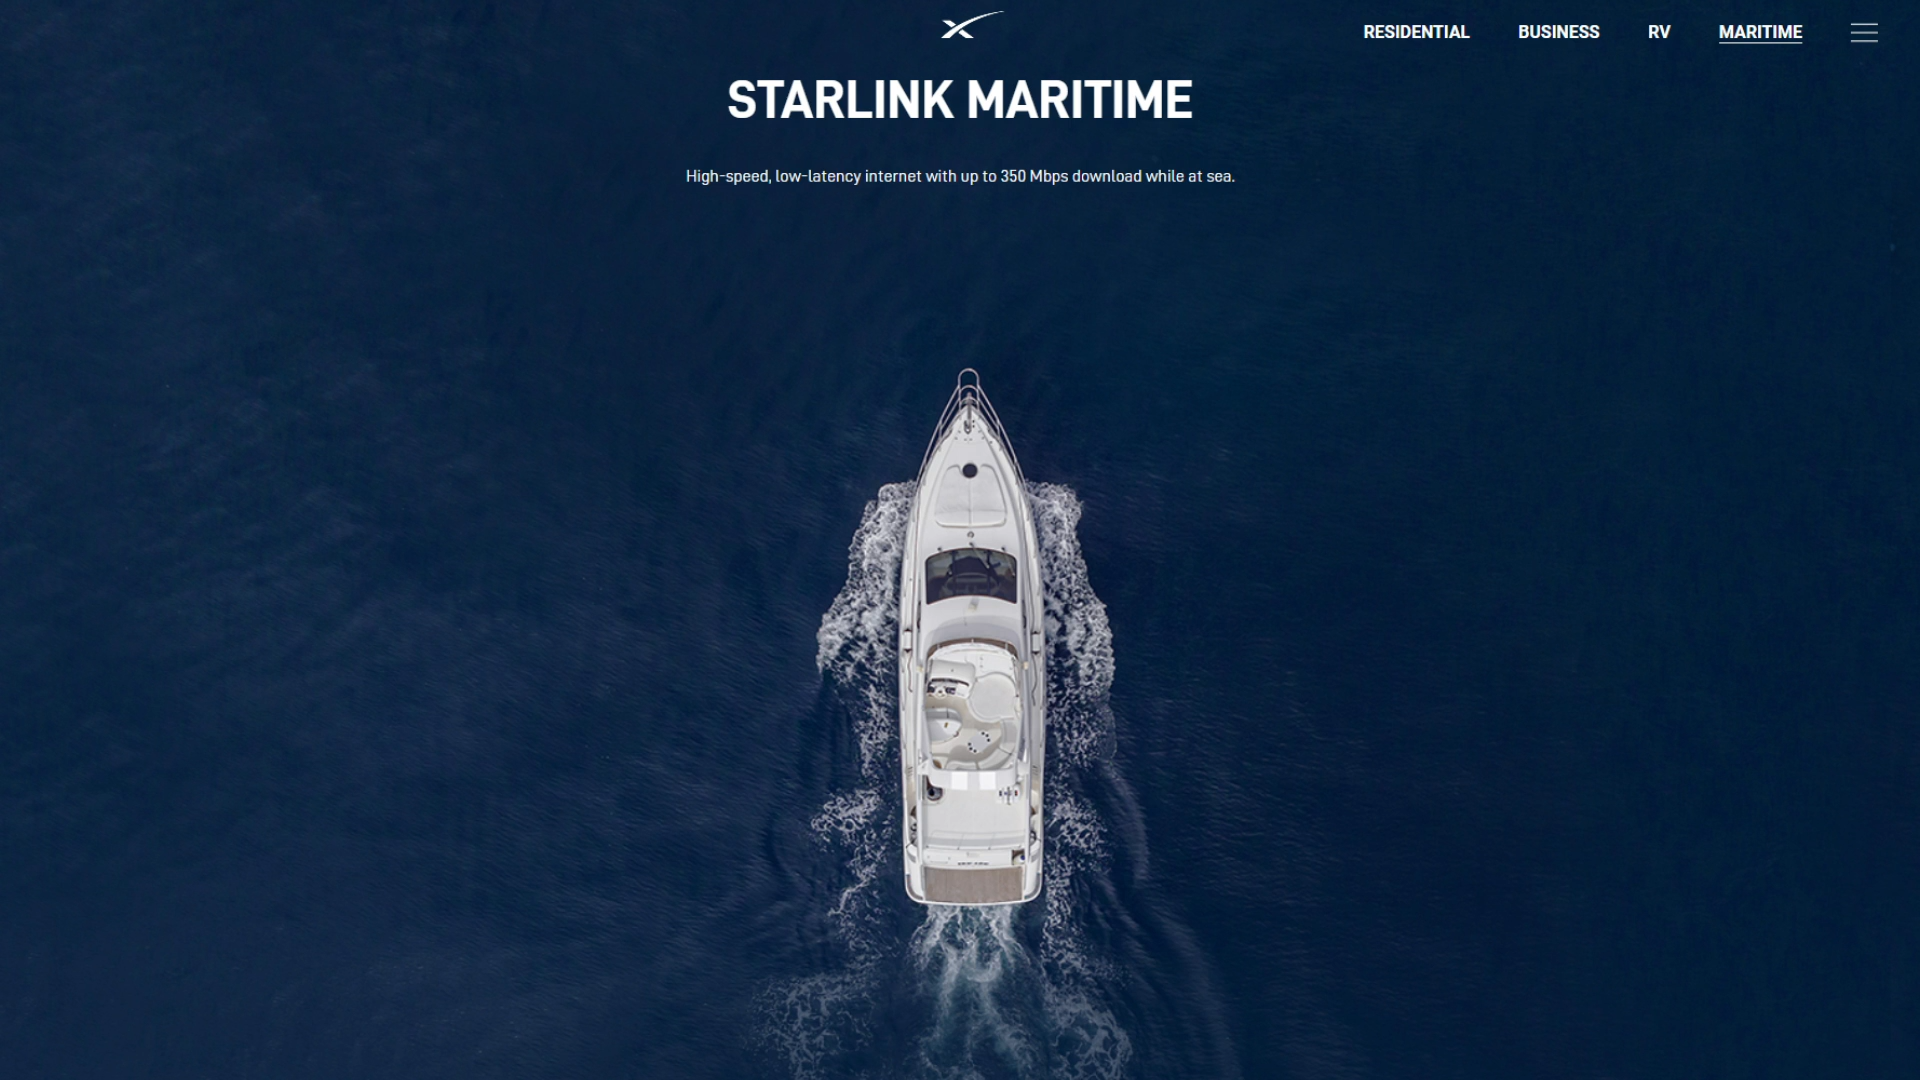 RESIDENTIAL BUSINESS RV MARITIME
STARLINK MARITIME
High-speed, low-latency internet with up to 350 Mbps download while at sea.